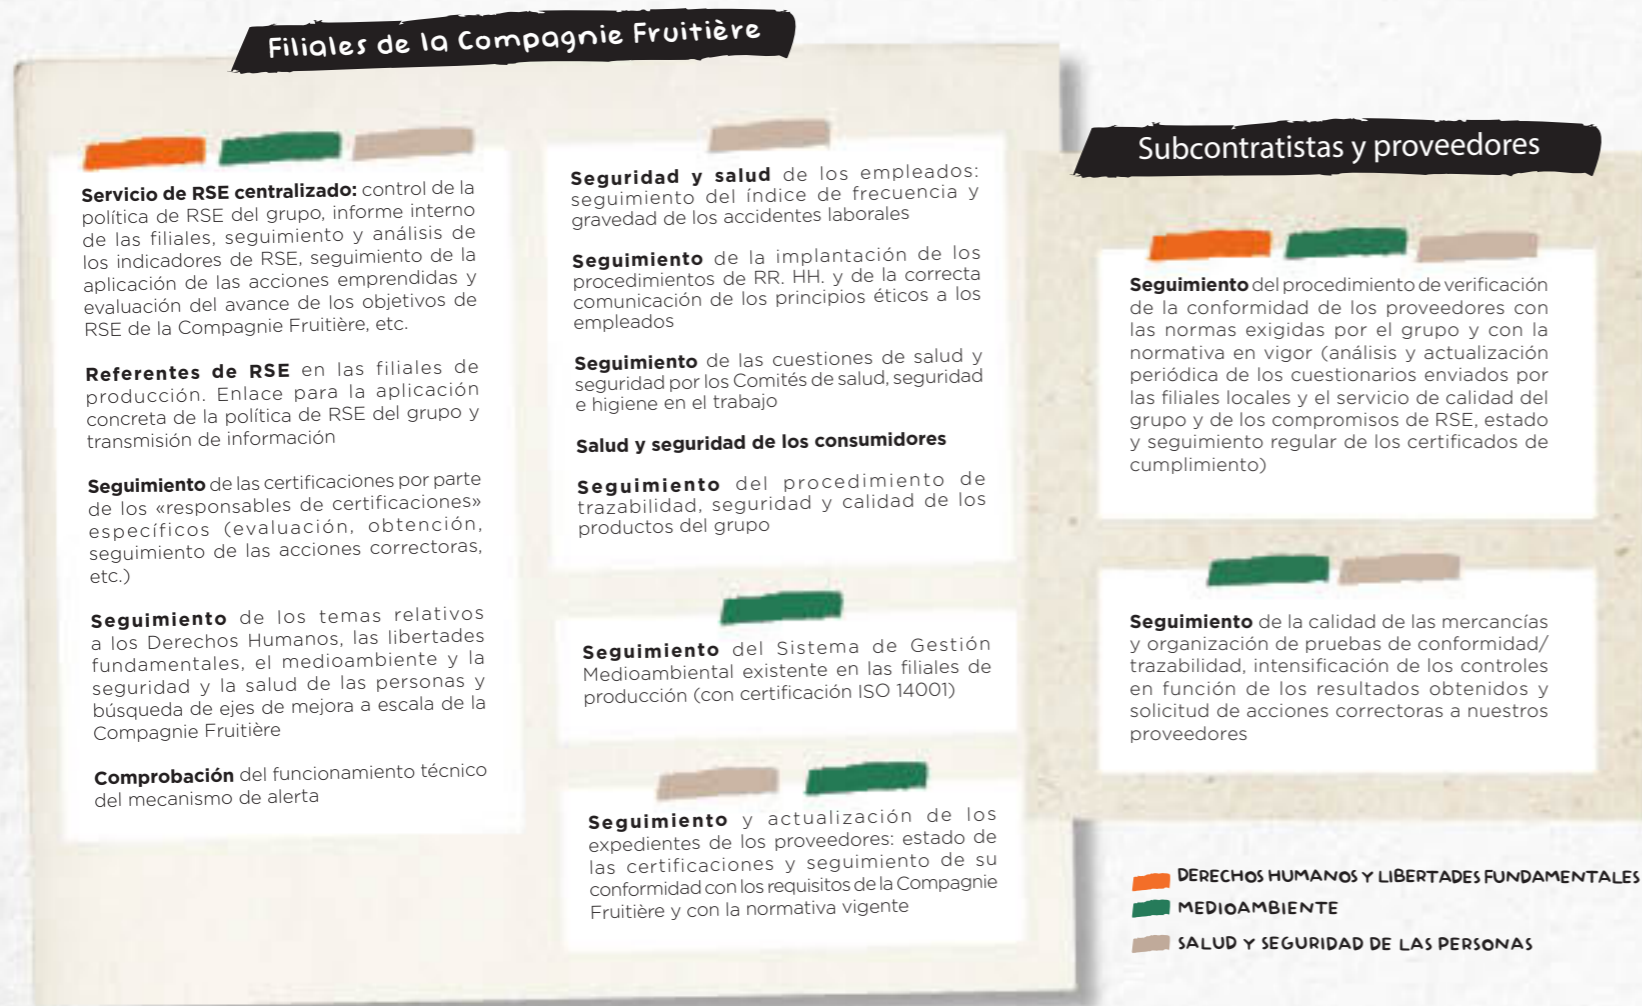 Filiales de la Compagnie Fruitière
Servicio de RSE centralizado: control de la
política de RSE del grupo, informe interno
de las filiales, seguimiento y análisis de
los indicadores de RSE, seguimiento de la
aplicación de las acciones emprendidas y
evaluación del avance de los objetivos de
RSE de la Compagnie Fruitière, etc.
Referentes de RSE en las filiales de
producción. Enlace para la aplicación
concreta de la política de RSE del grupo y
transmisión de información
Seguimiento de las certificaciones por parte
de los «responsables de certificaciones»
específicos (evaluación, obtención,
seguimiento de las acciones correctoras,
etc.)
Seguimiento de los temas relativos
a los Derechos Humanos, las libertades
fundamentales, el medioambiente y la
seguridad y la salud de las personas y
búsqueda de ejes de mejora a escala de la
Compagnie Fruitière
Comprobación del funcionamiento técnico
del mecanismo de alerta
Seguridad y salud de los empleados:
seguimiento del índice de frecuencia y
gravedad de los accidentes laborales
Seguimiento de la implantación de los
procedimientos de RR. HH. y de la correcta
comunicación de los principios éticos a los
empleados
Seguimiento de las cuestiones de salud y
seguridad por los Comités de salud, seguridad
e higiene en el trabajo
Salud y seguridad de los consumidores
Seguimiento del procedimiento de
trazabilidad, seguridad y calidad de los
productos del grupo
Seguimiento del Sistema de Gestión
Medioambiental existente en las filiales de
producción (con certificación ISO 14001)
Seguimiento y actualización de los
expedientes de los proveedores: estado de
las certificaciones y seguimiento de su
conformidad con los requisitos de la Compagnie
Fruitière y con la normativa vigente
Subcontratistas y proveedores
Seguimiento del procedimiento de verificación
de la conformidad de los proveedores con
las normas exigidas por el grupo y con la
normativa en vigor (análisis y actualización
periódica de los cuestionarios enviados por
las filiales locales y el servicio de calidad del
grupo y de los compromisos de RSE, estado
y seguimiento regular de los certificados de
cumplimiento)
Seguimiento de la calidad de las mercancías
y organización de pruebas de conformidad/
trazabilidad, intensificación de los controles
en función de los resultados obtenidos y
solicitud de acciones correctoras a nuestros
proveedores
DERECHOS HUMANOS Y LIBERTADES FUNDAMENTALES
MEDIOAMBIENTE
SALUD Y SEGURIDAD DE LAS PERSONAS